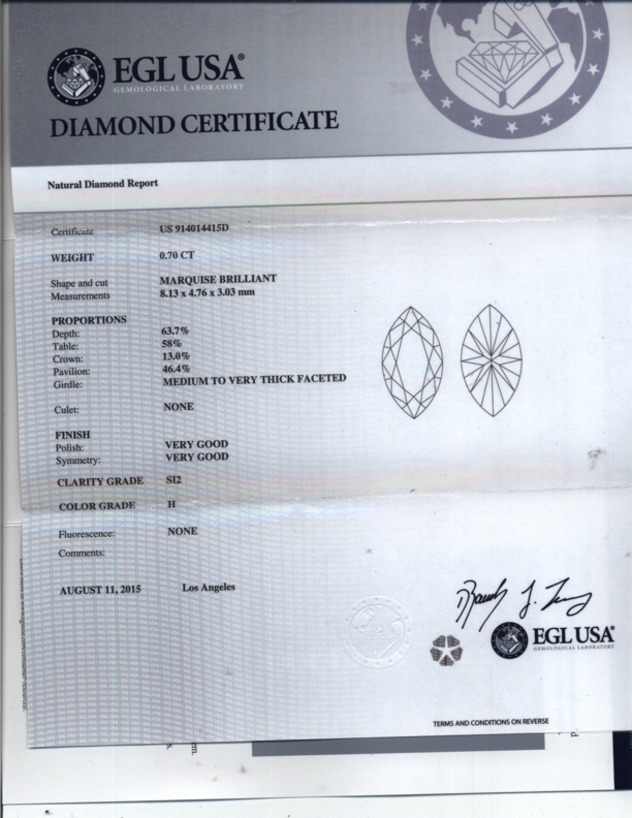 EGL USA®
GEMOLOGICAL LABORATORY
DIAMOND CERTIFICATE
Natural Diamond Report
Certificate US 914014415D
WEIGHT 0.70 CT
Shape and cut MARQUISE BRILLIANT
Measurements 8.13 x 4.76 x 3.03 mm
PROPORTIONS
Depth: 63.7%
Table: 58%
Crown: 13.0%
Pavilion: 46.4%
Girdle: MEDIUM TO VERY THICK FACETED
Culet: NONE
FINISH
Polish: VERY GOOD
Symmetry: VERY GOOD
CLARITY GRADE SI2
COLOR GRADE H
Fluorescence: NONE
Comments:
AUGUST 11, 2015 Los Angeles
EGL USA®
GEMOLOGICAL LABORATORY
TERMS AND CONDITIONS ON REVERSE